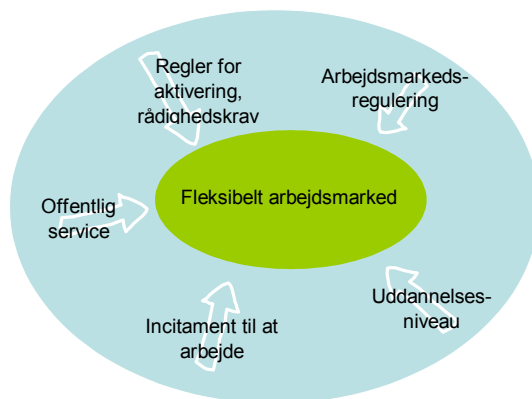 Regler for
aktivering,
rådighedskrav
Arbejdsmarkeds-
regulering
Fleksibelt arbejdsmarked
Offentlig
service
Uddannelses-
niveau
Incitament til at
arbejde